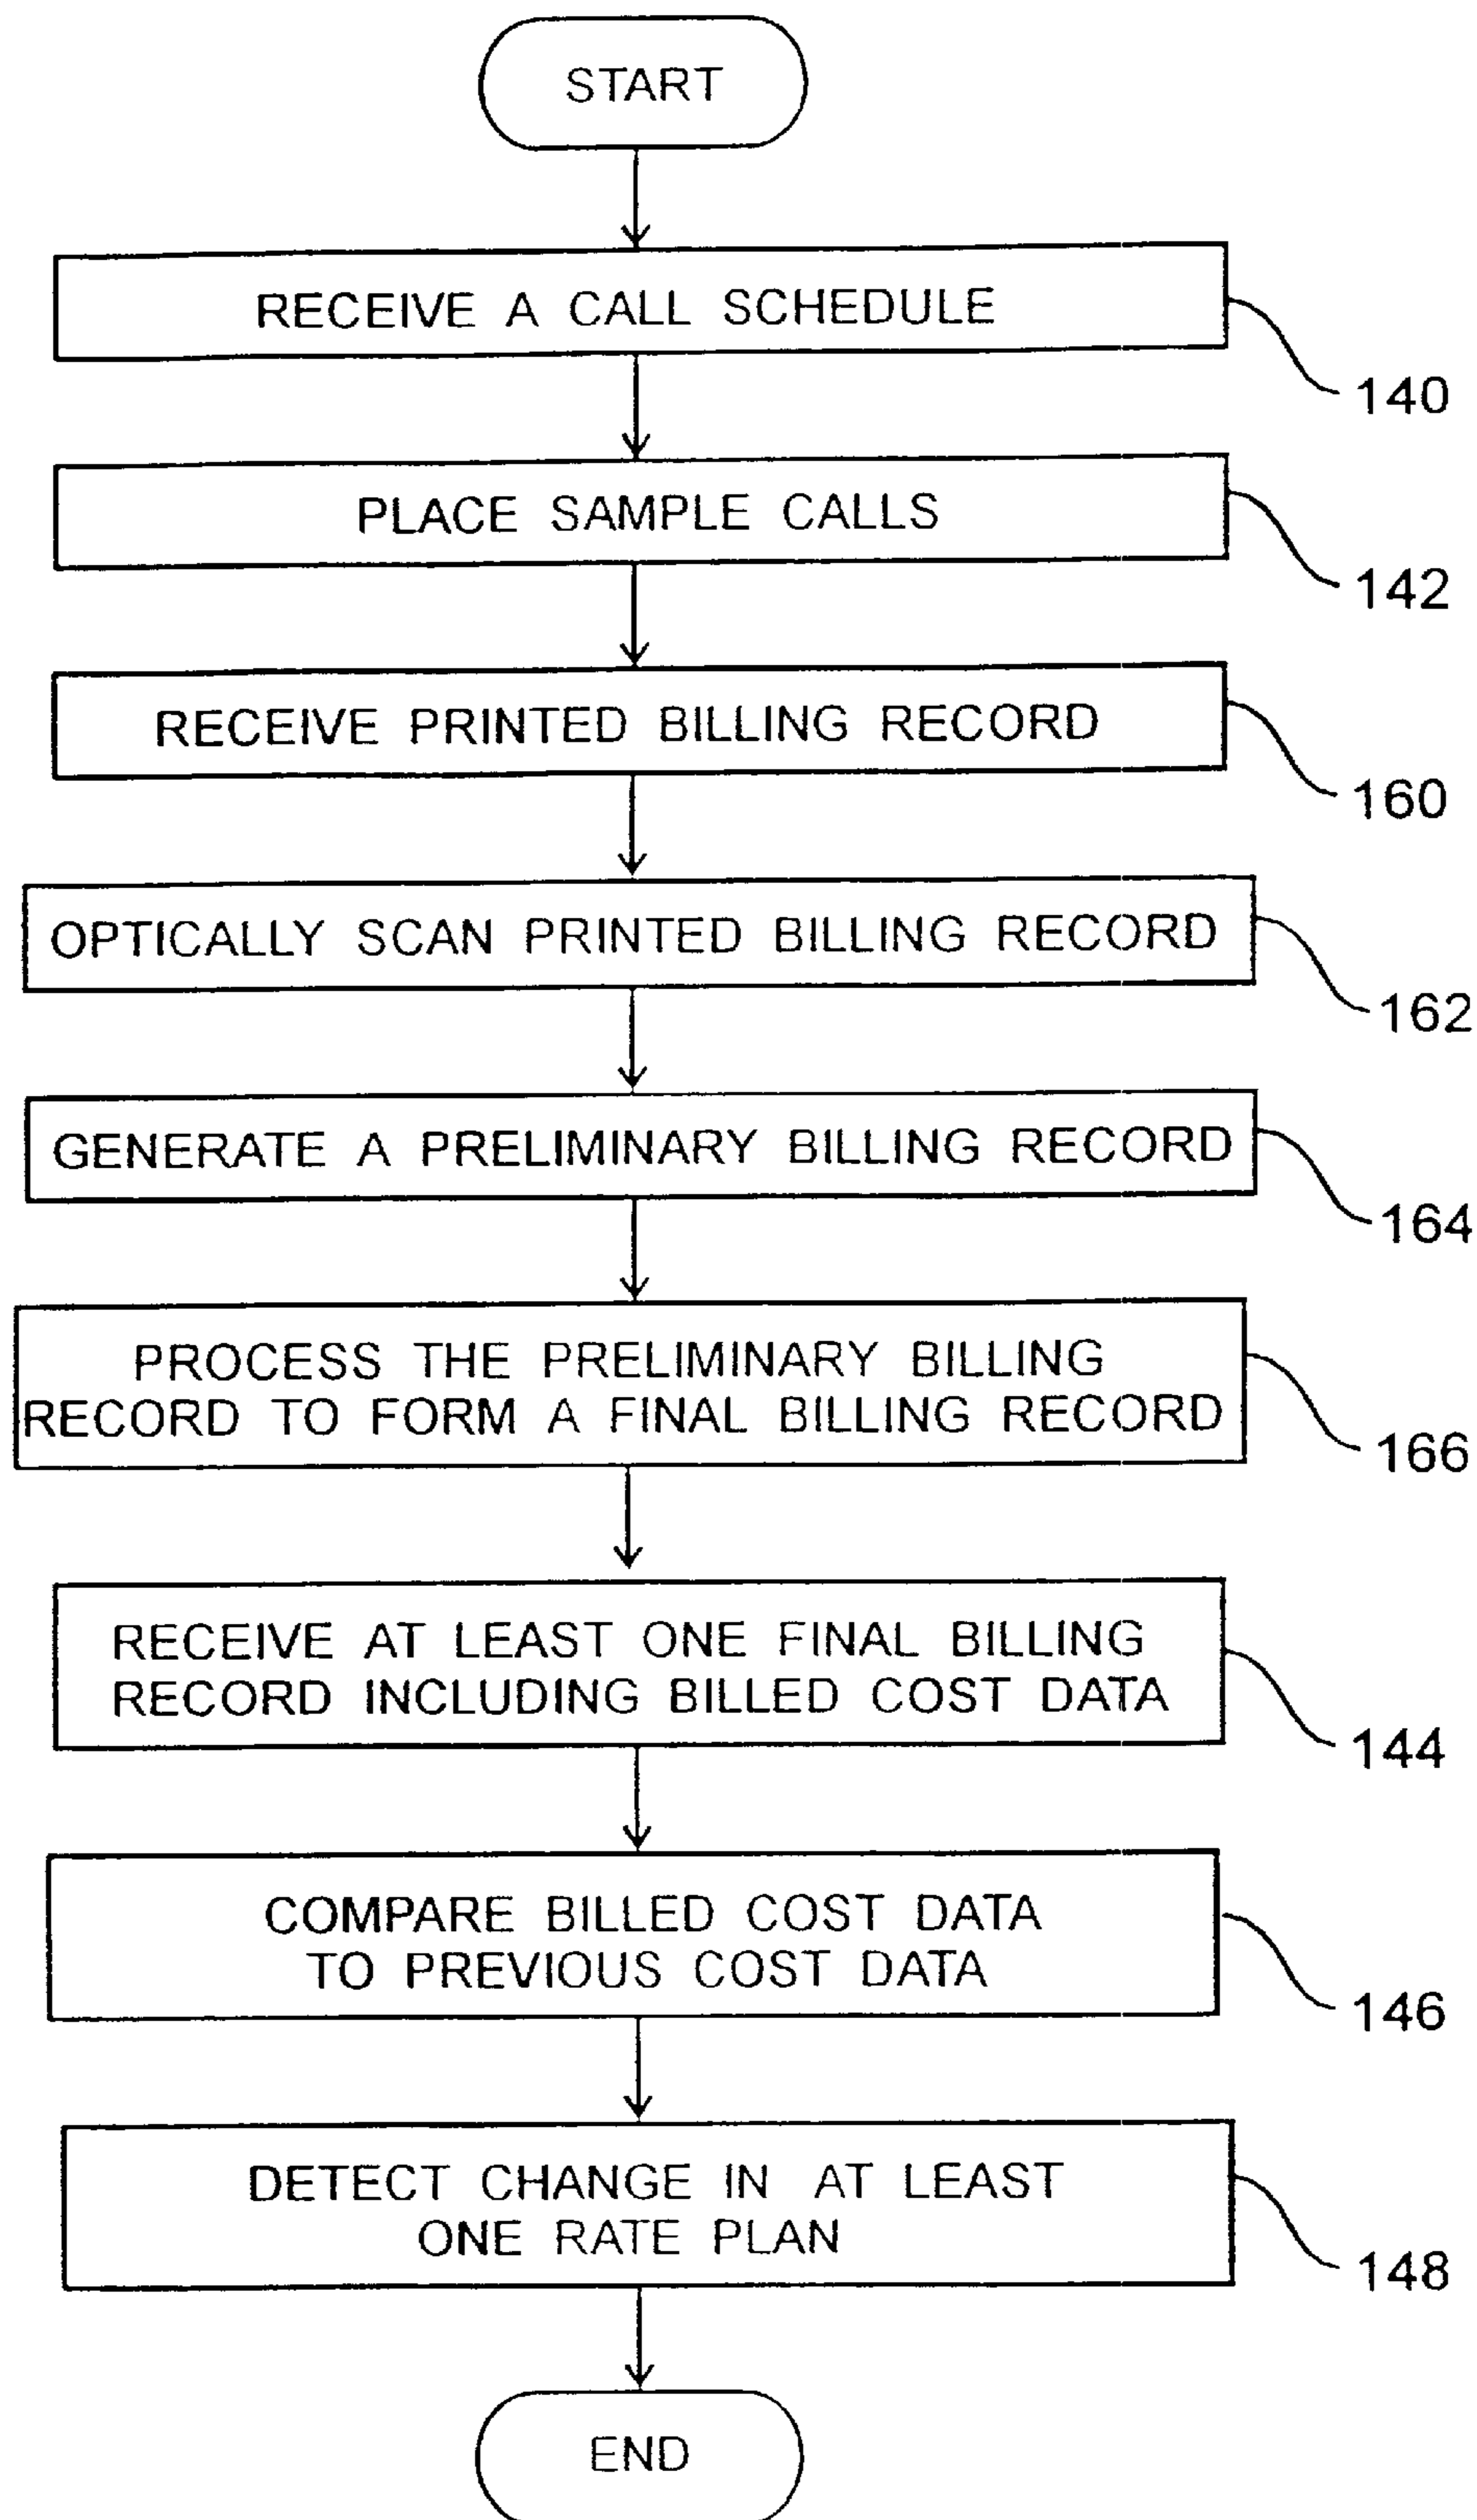 START
RECEIVE A CALL SCHEDULE
140
PLACE SAMPLE CALLS
142
RECEIVE PRINTED BILLING RECORD
160
OPTICALLY SCAN PRINTED BILLING RECORD
162
GENERATE A PRELIMINARY BILLING RECORD
164
PROCESS THE PRELIMINARY BILLING
RECORD TO FORM A FINAL BILLING RECORD
166
RECEIVE AT LEAST ONE FINAL BILLING
RECORD INCLUDING BILLED COST DATA
144
COMPARE BILLED COST DATA
TO PREVIOUS COST DATA
146
DETECT CHANGE IN AT LEAST
ONE RATE PLAN
148
END